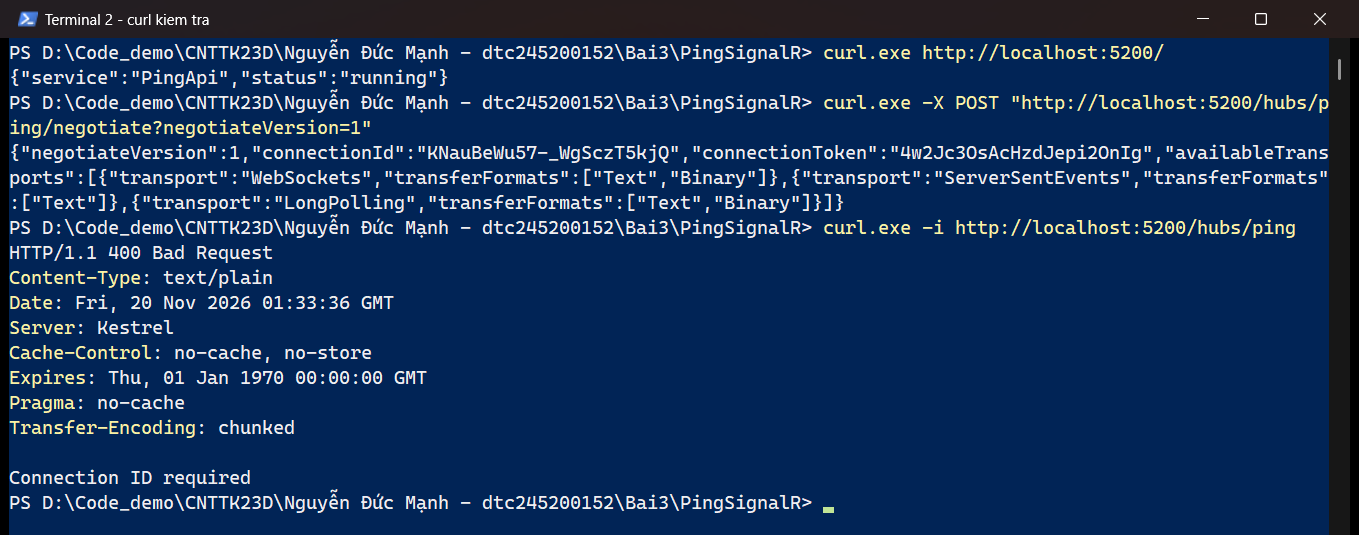 Terminal 2 - curl kiem tra
PS D:\Code_demo\CNTTK23D\Nguyễn Đức Mạnh - dtc245200152\Bai3\PingSignalR> curl.exe http://localhost:5200/
{"service":"PingApi","status":"running"}
PS D:\Code_demo\CNTTK23D\Nguyễn Đức Mạnh - dtc245200152\Bai3\PingSignalR> curl.exe -X POST "http://localhost:5200/hubs/p
ing/negotiate?negotiateVersion=1"
{"negotiateVersion":1,"connectionId":"KNauBeWu57-_WgSczT5kjQ","connectionToken":"4w2Jc3OsAcHzdJepi2OnIg","availableTrans
ports":[{"transport":"WebSockets","transferFormats":["Text","Binary"]},{"transport":"ServerSentEvents","transferFormats"
:["Text"]},{"transport":"LongPolling","transferFormats":["Text","Binary"]}]}
PS D:\Code_demo\CNTTK23D\Nguyễn Đức Mạnh - dtc245200152\Bai3\PingSignalR> curl.exe -i http://localhost:5200/hubs/ping
HTTP/1.1 400 Bad Request
Content-Type: text/plain
Date: Fri, 20 Nov 2026 01:33:36 GMT
Server: Kestrel
Cache-Control: no-cache, no-store
Expires: Thu, 01 Jan 1970 00:00:00 GMT
Pragma: no-cache
Transfer-Encoding: chunked
Connection ID required
PS D:\Code_demo\CNTTK23D\Nguyễn Đức Mạnh - dtc245200152\Bai3\PingSignalR>